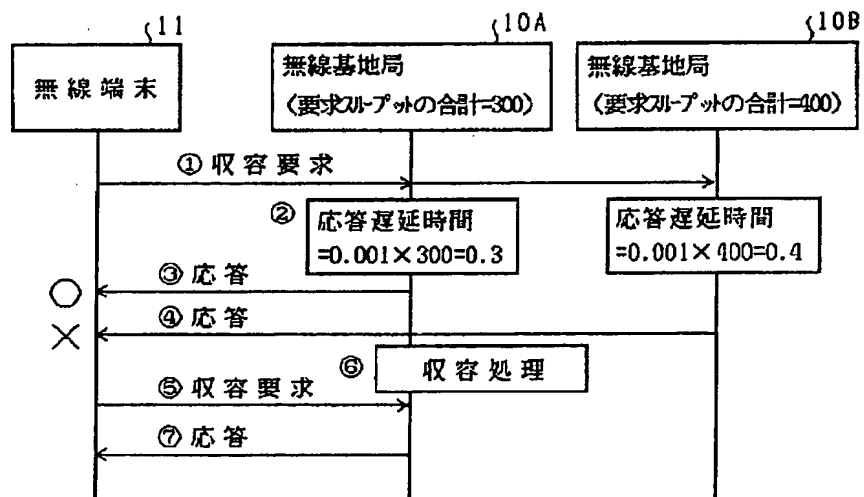 11
10A
10B
無線端末
無線基地局
(要求スループットの合計=300)
無線基地局
(要求スループットの合計=400)
①収容要求
②
応答遅延時間
=0.001×300=0.3
応答遅延時間
=0.001×400=0.4
③応答
○
④応答
×
⑥
収容処理
⑤収容要求
⑦応答